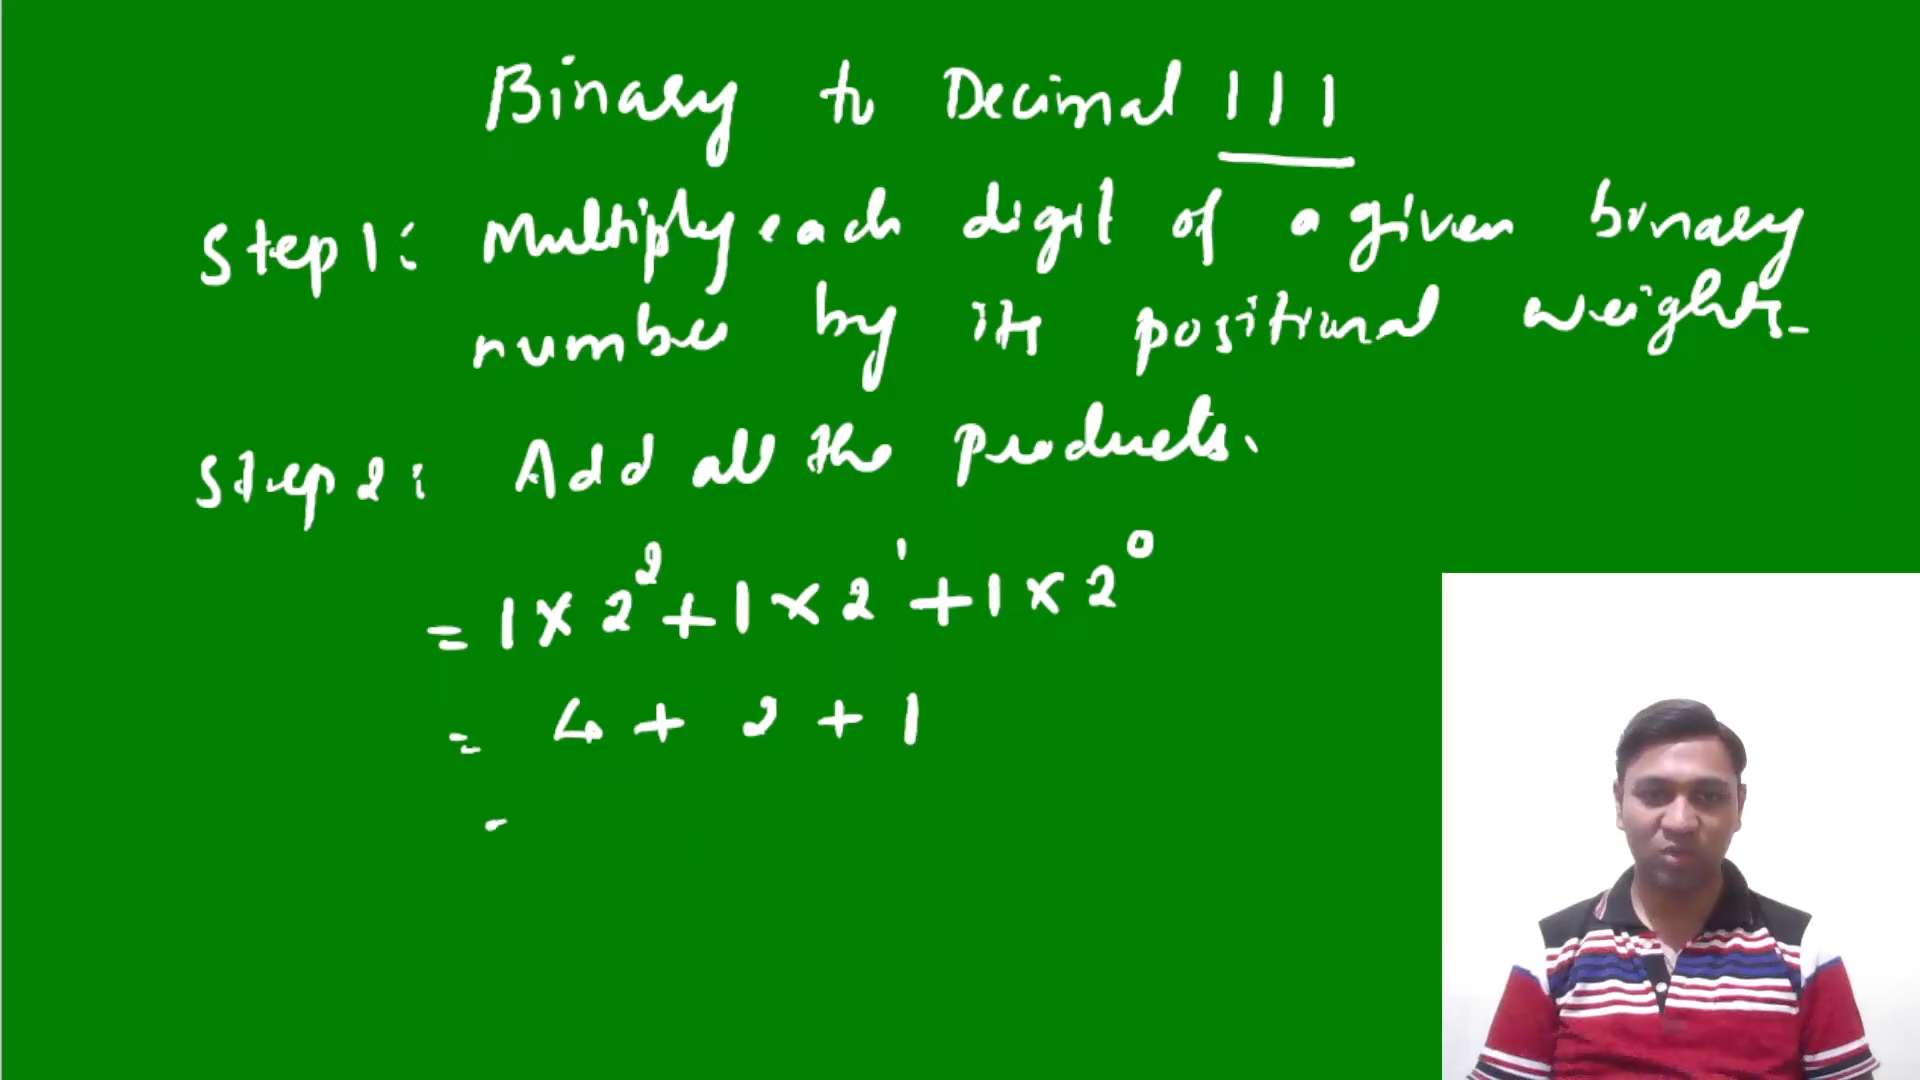 Binary to Decimal 111
Step 1: Multiply each digit of a given binary
number by its positional weights.
Step 2: Add all the products.
= 1 × 2² + 1 × 2¹ + 1 × 2⁰
= 4 + 2 + 1
-